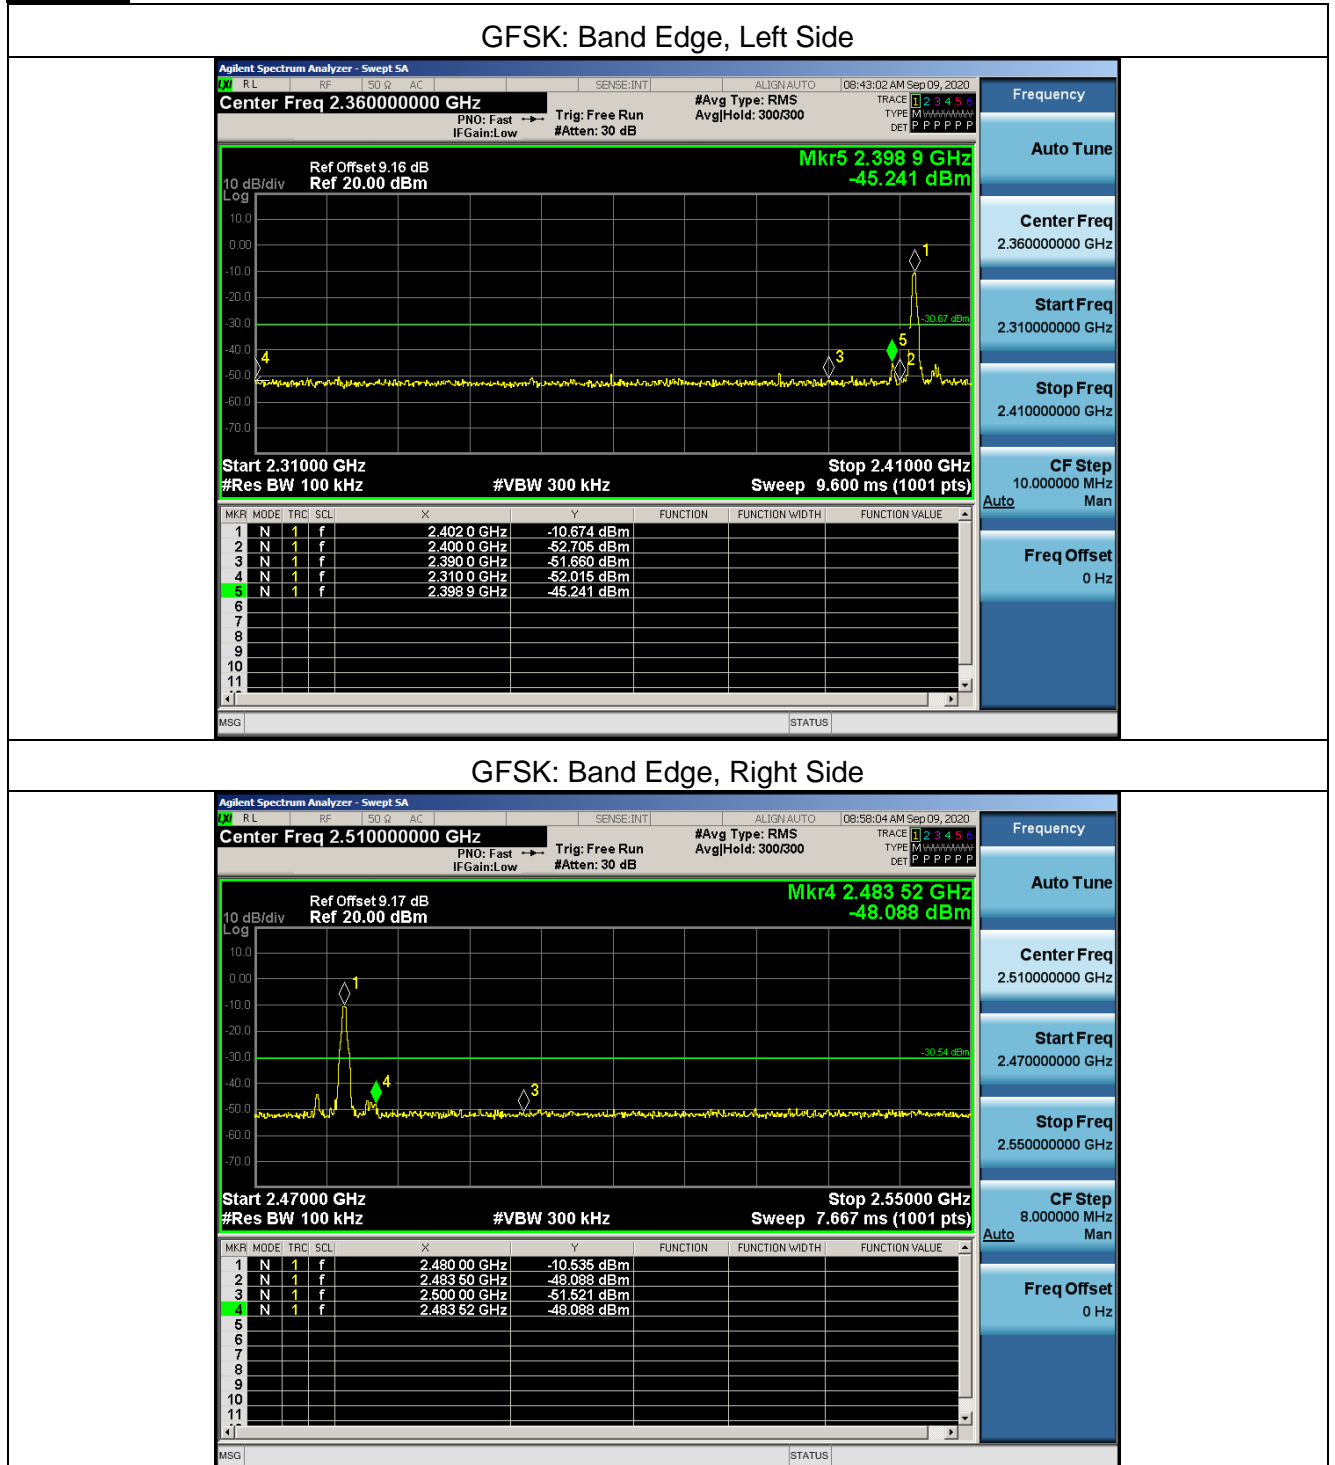 GFSK: Band Edge, Left Side
Agilent Spectrum Analyzer - Swept SA
LXI RL RF 50 Ω AC SENSE:INT ALIGN AUTO 08:43:02 AM Sep 09, 2020
Center Freq 2.360000000 GHz #Avg Type: RMS TRACE 1 2 3 4 5 6
PNO: Fast Trig: Free Run Avg|Hold: 300/300 TYPE M
IFGain:Low #Atten: 30 dB DET P P P P P P
Frequency
Mkr5 2.398 9 GHz
Ref Offset 9.16 dB
10 dB/div Ref 20.00 dBm -45.241 dBm
Log
10.0
0.00
-10.0
-20.0
-30.0
-40.0
-50.0
-60.0
-70.0
1
-30.67 dBm
5
4 3 2
Start 2.31000 GHz Stop 2.41000 GHz
#Res BW 100 kHz #VBW 300 kHz Sweep 9.600 ms (1001 pts)
MKR MODE TRC SCL X Y FUNCTION FUNCTION WIDTH FUNCTION VALUE
1 N 1 f 2.402 0 GHz -10.674 dBm
2 N 1 f 2.400 0 GHz -52.705 dBm
3 N 1 f 2.390 0 GHz -51.660 dBm
4 N 1 f 2.310 0 GHz -52.015 dBm
5 N 1 f 2.398 9 GHz -45.241 dBm
6
7
8
9
10
11
MSG STATUS
Auto Tune
Center Freq
2.360000000 GHz
Start Freq
2.310000000 GHz
Stop Freq
2.410000000 GHz
CF Step
10.000000 MHz
Auto Man
Freq Offset
0 Hz
GFSK: Band Edge, Right Side
Agilent Spectrum Analyzer - Swept SA
LXI RL RF 50 Ω AC SENSE:INT ALIGN AUTO 08:58:04 AM Sep 09, 2020
Center Freq 2.510000000 GHz #Avg Type: RMS TRACE 1 2 3 4 5 6
PNO: Fast Trig: Free Run Avg|Hold: 300/300 TYPE M
IFGain:Low #Atten: 30 dB DET P P P P P P
Frequency
Mkr4 2.483 52 GHz
Ref Offset 9.17 dB
10 dB/div Ref 20.00 dBm -48.088 dBm
Log
10.0
0.00
-10.0
-20.0
-30.0
-40.0
-50.0
-60.0
-70.0
1
-30.54 dBm
4 3
Start 2.47000 GHz Stop 2.55000 GHz
#Res BW 100 kHz #VBW 300 kHz Sweep 7.667 ms (1001 pts)
MKR MODE TRC SCL X Y FUNCTION FUNCTION WIDTH FUNCTION VALUE
1 N 1 f 2.480 00 GHz -10.535 dBm
2 N 1 f 2.483 50 GHz -48.088 dBm
3 N 1 f 2.500 00 GHz -51.521 dBm
4 N 1 f 2.483 52 GHz -48.088 dBm
5
6
7
8
9
10
11
MSG STATUS
Auto Tune
Center Freq
2.510000000 GHz
Start Freq
2.470000000 GHz
Stop Freq
2.550000000 GHz
CF Step
8.000000 MHz
Auto Man
Freq Offset
0 Hz